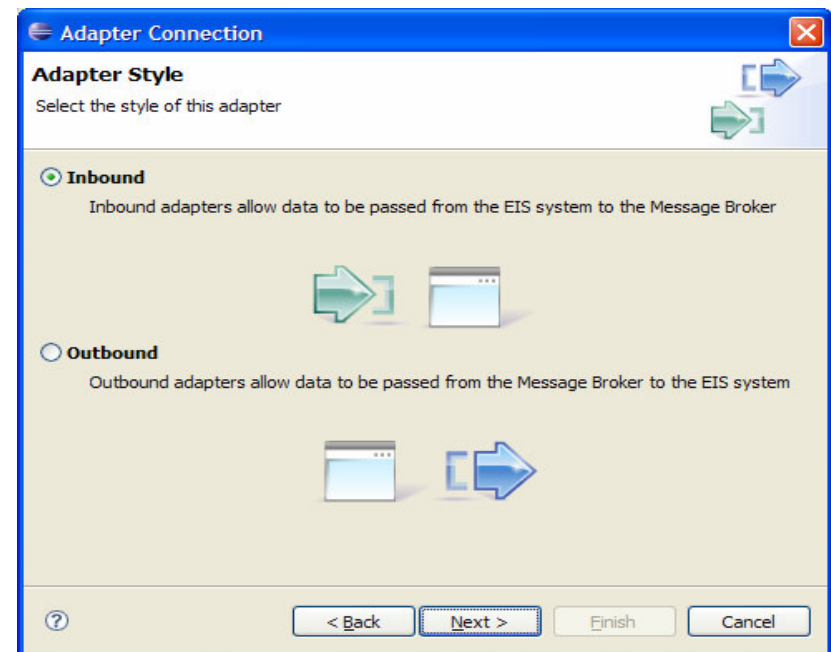 Adapter Connection
Adapter Style
Select the style of this adapter
Inbound
Inbound adapters allow data to be passed from the EIS system to the Message Broker
Outbound
Outbound adapters allow data to be passed from the Message Broker to the EIS system
?
< Back Next > Finish Cancel